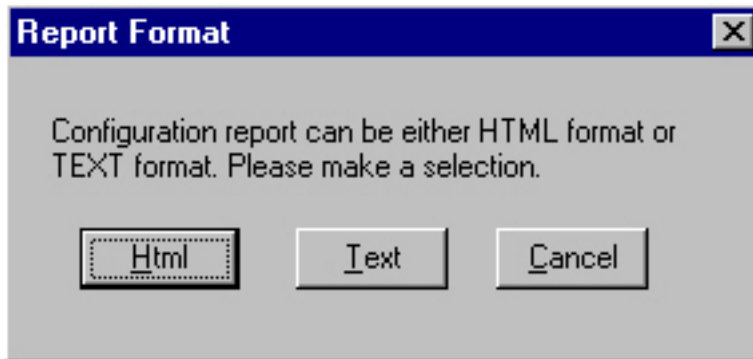 Report Format
Configuration report can be either HTML format or
TEXT format. Please make a selection.
Html
Text
Cancel